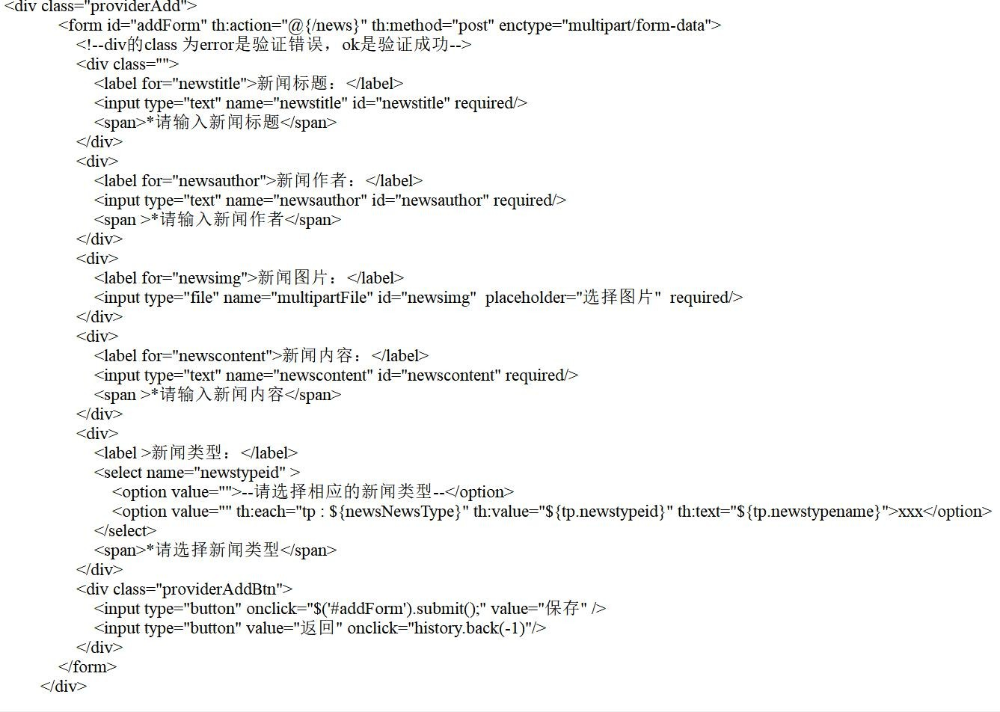 <div class="providerAdd">
<form id="addForm" th:action="@{/news}" th:method="post" enctype="multipart/form-data">
<!--div的class 为error是验证错误，ok是验证成功-->
<div class="">
<label for="newstitle">新闻标题：</label>
<input type="text" name="newstitle" id="newstitle" required/>
<span>*请输入新闻标题</span>
</div>
<div>
<label for="newsauthor">新闻作者：</label>
<input type="text" name="newsauthor" id="newsauthor" required/>
<span >*请输入新闻作者</span>
</div>
<div>
<label for="newsimg">新闻图片：</label>
<input type="file" name="multipartFile" id="newsimg"  placeholder="选择图片"  required/>
</div>
<div>
<label for="newscontent">新闻内容：</label>
<input type="text" name="newscontent" id="newscontent" required/>
<span >*请输入新闻内容</span>
</div>
<div>
<label >新闻类型：</label>
<select name="newstypeid" >
<option value="">--请选择相应的新闻类型--</option>
<option value="" th:each="tp : ${newsNewsType}" th:value="${tp.newstypeid}" th:text="${tp.newstypename}">xxx</option>
</select>
<span>*请选择新闻类型</span>
</div>
<div class="providerAddBtn">
<input type="button" onclick="$('#addForm').submit();" value="保存" />
<input type="button" value="返回" onclick="history.back(-1)"/>
</div>
</form>
</div>